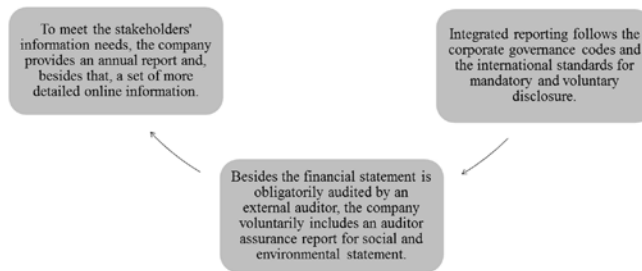 To meet the stakeholders'
information needs, the company
provides an annual report and,
besides that, a set of more
detailed online information.
Integrated reporting follows the
corporate governance codes and
the international standards for
mandatory and voluntary
disclosure.
Besides the financial statement is
obligatorily audited by an
external auditor, the company
voluntarily includes an auditor
assurance report for social and
environmental statement.